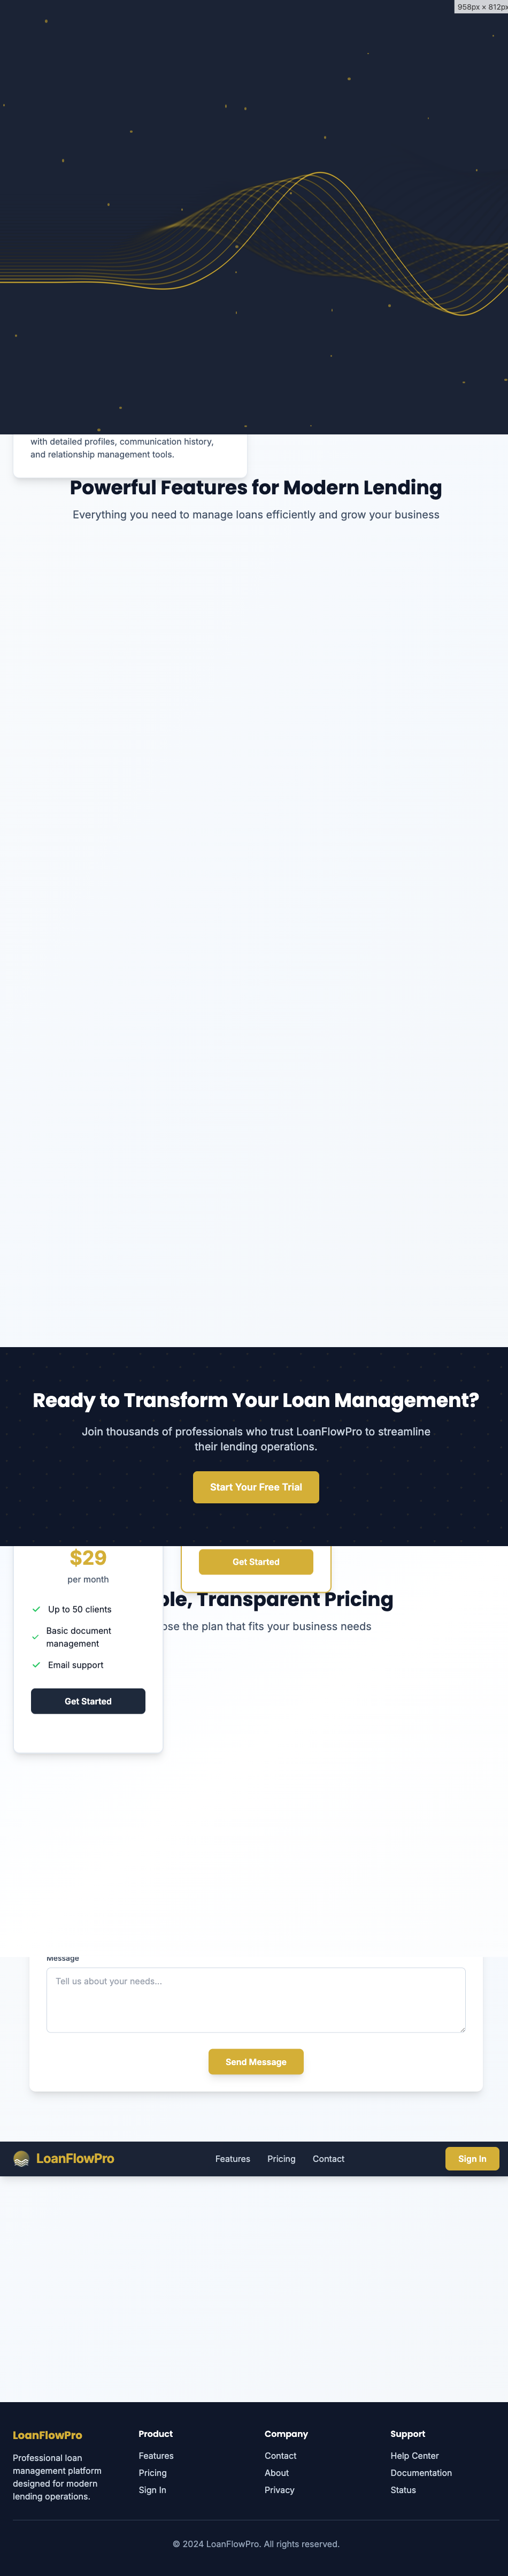 958px × 812px
with detailed profiles, communication history,
and relationship management tools.
Powerful Features for Modern Lending
Everything you need to manage loans efficiently and grow your business
Ready to Transform Your Loan Management?
Join thousands of professionals who trust LoanFlowPro to streamline
their lending operations.
Start Your Free Trial
$29
per month
Up to 50 clients
Basic document
management
Email support
Get Started
Get Started
ple, Transparent Pricing
ose the plan that fits your business needs
Message
Tell us about your needs...
Send Message
LoanFlowPro
Features
Pricing
Contact
Sign In
LoanFlowPro
Professional loan
management platform
designed for modern
lending operations.
Product
Features
Pricing
Sign In
Company
Contact
About
Privacy
Support
Help Center
Documentation
Status
© 2024 LoanFlowPro. All rights reserved.